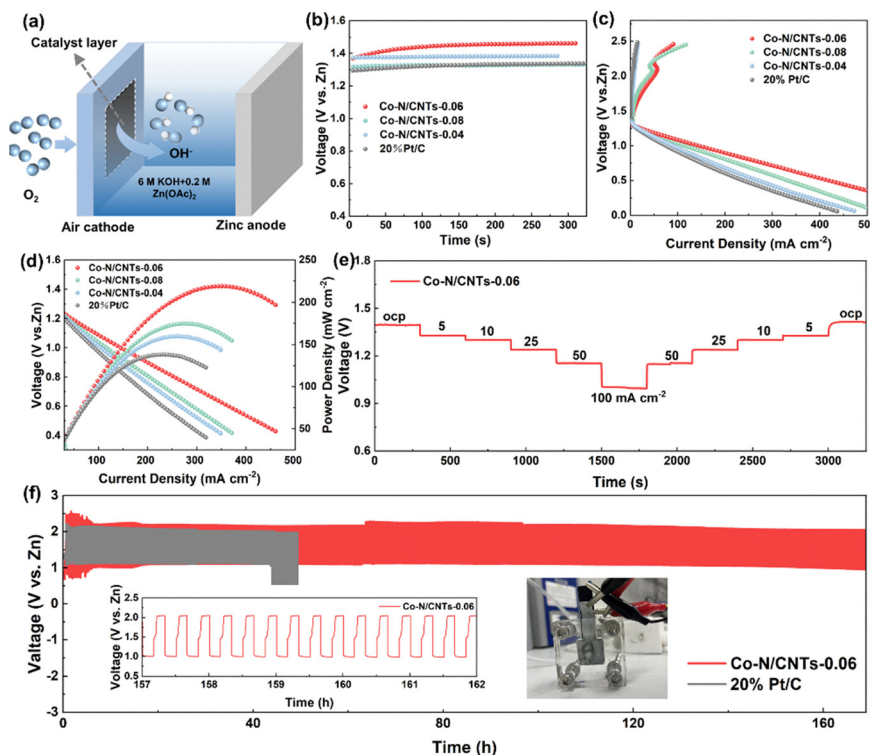 (a)
Catalyst layer
O2
OH-
6 M KOH+0.2 M
Zn(OAc)2
Air cathode
Zinc anode
(b)
Voltage (V vs.Zn)
1.6
1.4
1.2
1.0
0.8
0.6
1.4
Co-N/CNTs-0.06
Co-N/CNTs-0.08
Co-N/CNTs-0.04
20%Pt/C
0
50
100
150
200
250
300
Time (s)
(c)
Voltage (V vs.Zn)
2.5
2.0
1.5
1.0
0.5
0.0
Co-N/CNTs-0.06
Co-N/CNTs-0.08
Co-N/CNTs-0.04
20% Pt/C
0
100
200
300
400
500
Current Density (mA cm-2)
(d)
Voltage (V vs.Zn)
1.6
1.4
1.2
1.0
0.8
0.6
0.4
Co-N/CNTs-0.06
Co-N/CNTs-0.08
Co-N/CNTs-0.04
20%Pt/C
250
200
150
100
50
Power Density (mW cm-2)
100
200
300
400
500
Current Density (mA cm-2)
(e)
Voltage (V)
1.8
1.5
1.2
0.9
0.6
Co-N/CNTs-0.06
ocp
5
10
25
50
100 mA cm-2
50
25
10
5
ocp
0
500
1000
1500
2000
2500
3000
Time (s)
(f)
Valtage (V vs. Zn)
3
2
1
0
-1
-2
-3
Voltage (V vs. Zn)
2.5
2.0
1.5
1.0
0.5
Co-N/CNTs-0.06
157
158
159
160
161
162
Time (h)
Co-N/CNTs-0.06
20% Pt/C
0
40
80
120
160
Time (h)